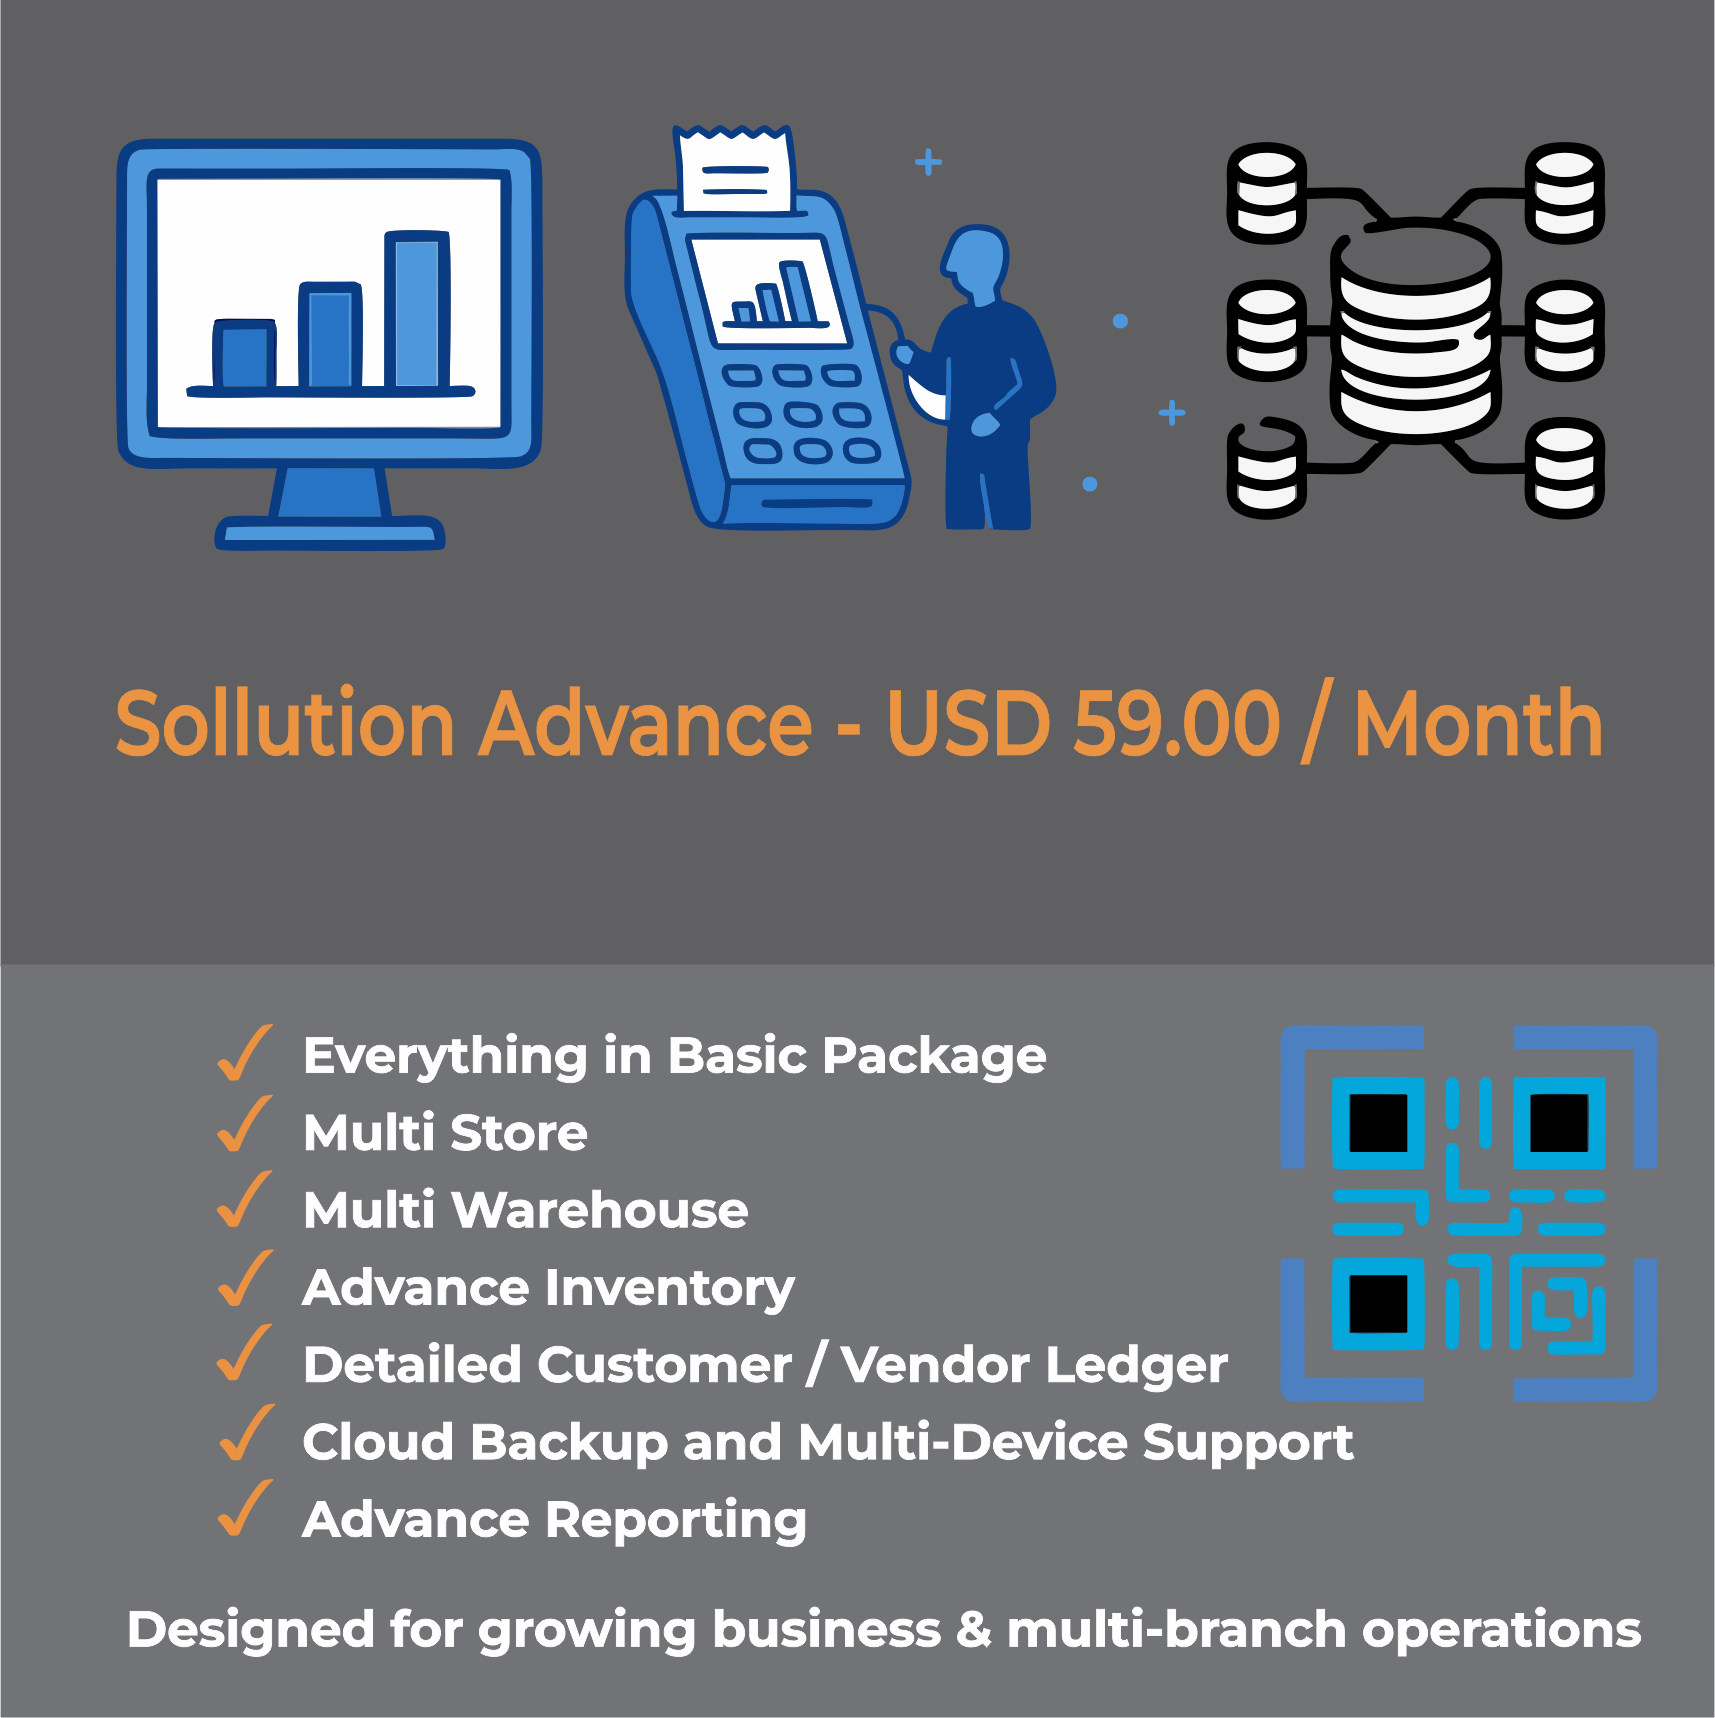 Sollution Advance - USD 59.00 / Month
Everything in Basic Package
Multi Store
Multi Warehouse
Advance Inventory
Detailed Customer / Vendor Ledger
Cloud Backup and Multi-Device Support
Advance Reporting
Designed for growing business & multi-branch operations